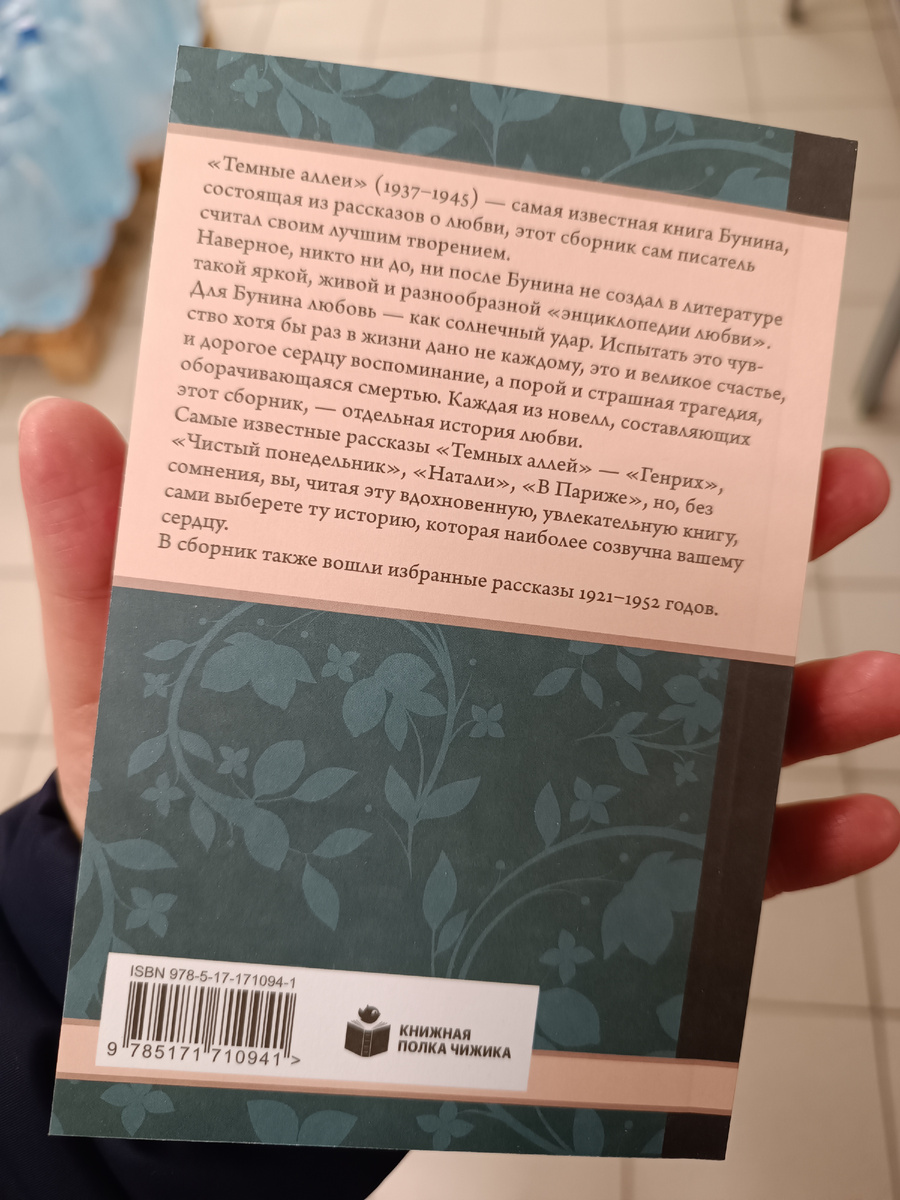 «Темные аллеи» (1937–1945) — самая известная книга Бунина,
состоящая из рассказов о любви, этот сборник сам писатель
считал своим лучшим творением.
Наверное, никто ни до, ни после Бунина не создал в литературе
такой яркой, живой и разнообразной «энциклопедии любви».
Для Бунина любовь — как солнечный удар. Испытать это чув-
ство хотя бы раз в жизни дано не каждому, это и великое счастье,
и дорогое сердцу воспоминание, а порой и страшная трагедия,
оборачивающаяся смертью. Каждая из новелл, составляющих
этот сборник, — отдельная история любви.
Самые известные рассказы «Темных аллей» — «Генрих»,
«Чистый понедельник», «Натали», «В Париже», но, без
сомнения, вы, читая эту вдохновенную, увлекательную книгу,
сами выберете ту историю, которая наиболее созвучна вашему
сердцу.
В сборник также вошли избранные рассказы 1921–1952 годов.
ISBN 978-5-17-171094-1
9 785171 710941 >
КНИЖНАЯ
ПОЛКА ЧИЖИКА